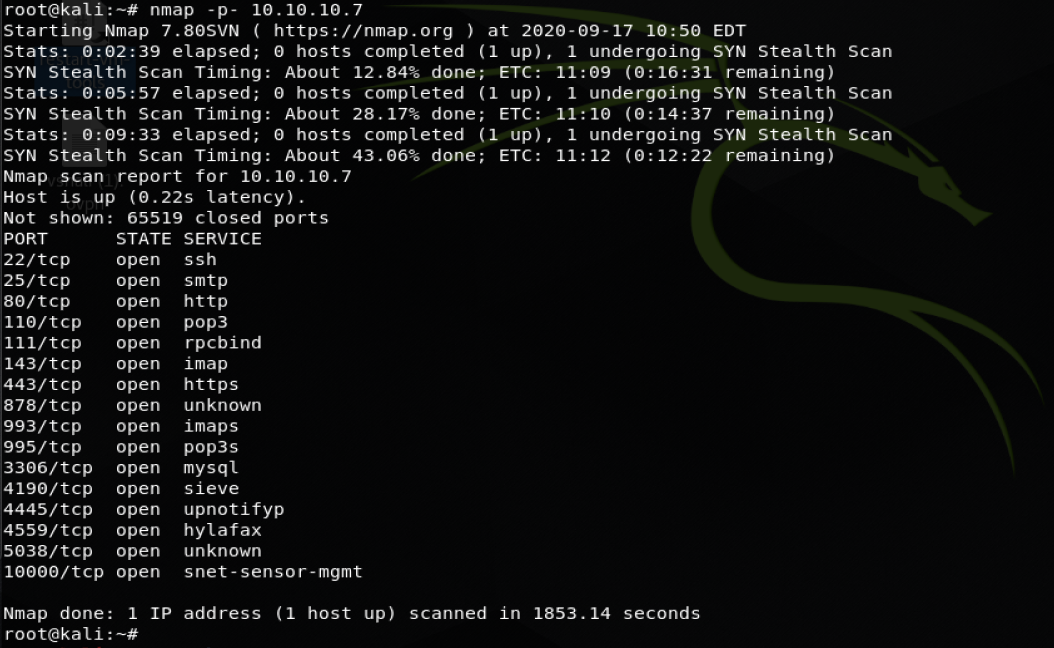 root@kali:~# nmap -p- 10.10.10.7
Starting Nmap 7.80SVN ( https://nmap.org ) at 2020-09-17 10:50 EDT
Stats: 0:02:39 elapsed; 0 hosts completed (1 up), 1 undergoing SYN Stealth Scan
SYN Stealth Scan Timing: About 12.84% done; ETC: 11:09 (0:16:31 remaining)
Stats: 0:05:57 elapsed; 0 hosts completed (1 up), 1 undergoing SYN Stealth Scan
SYN Stealth Scan Timing: About 28.17% done; ETC: 11:10 (0:14:37 remaining)
Stats: 0:09:33 elapsed; 0 hosts completed (1 up), 1 undergoing SYN Stealth Scan
SYN Stealth Scan Timing: About 43.06% done; ETC: 11:12 (0:12:22 remaining)
Nmap scan report for 10.10.10.7
Host is up (0.22s latency).
Not shown: 65519 closed ports
PORT STATE SERVICE
22/tcp open ssh
25/tcp open smtp
80/tcp open http
110/tcp open pop3
111/tcp open rpcbind
143/tcp open imap
443/tcp open https
878/tcp open unknown
993/tcp open imaps
995/tcp open pop3s
3306/tcp open mysql
4190/tcp open sieve
4445/tcp open upnotifyp
4559/tcp open hylafax
5038/tcp open unknown
10000/tcp open snet-sensor-mgmt
Nmap done: 1 IP address (1 host up) scanned in 1853.14 seconds
root@kali:~#